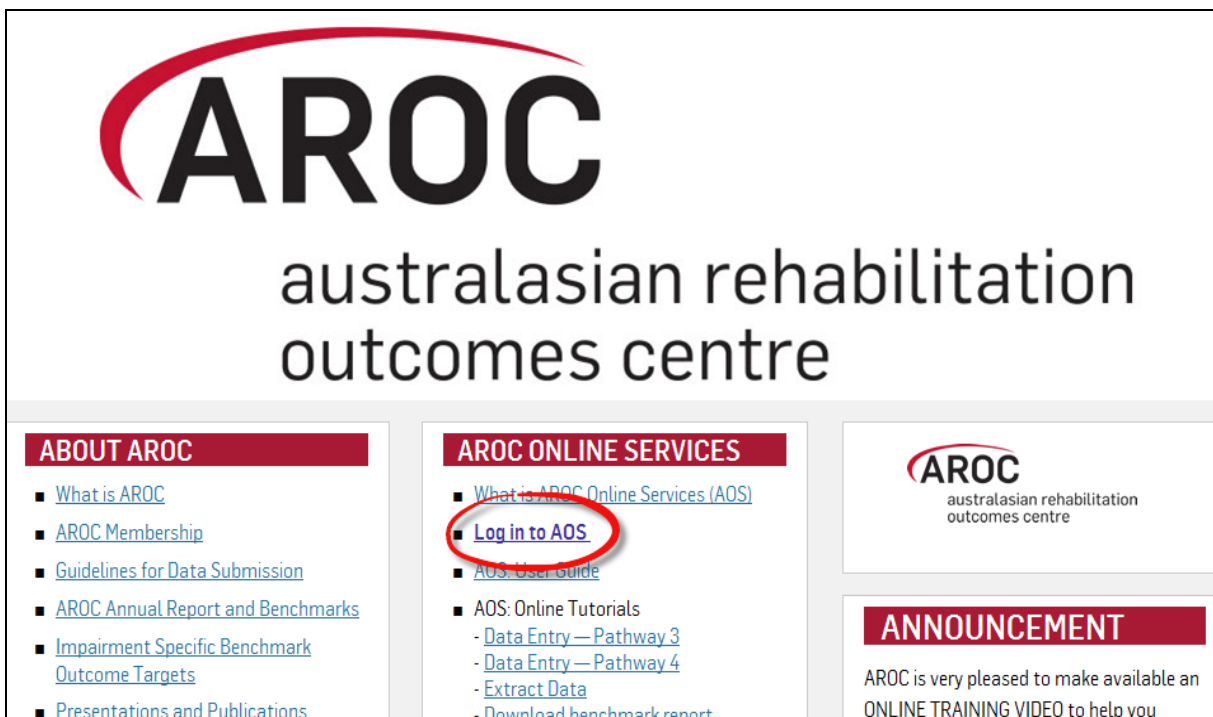 AROC
australasian rehabilitation
outcomes centre
ABOUT AROC
■ What is AROC
■ AROC Membership
■ Guidelines for Data Submission
■ AROC Annual Report and Benchmarks
■ Impairment Specific Benchmark
Outcome Targets
■ Presentations and Publications
AROC ONLINE SERVICES
■ What is AROC Online Services (AOS)
■ Log in to AOS
■ AOS: User Guide
■ AOS: Online Tutorials
- Data Entry — Pathway 3
- Data Entry — Pathway 4
- Extract Data
- Download benchmark report
AROC
australasian rehabilitation
outcomes centre
ANNOUNCEMENT
AROC is very pleased to make available an
ONLINE TRAINING VIDEO to help you